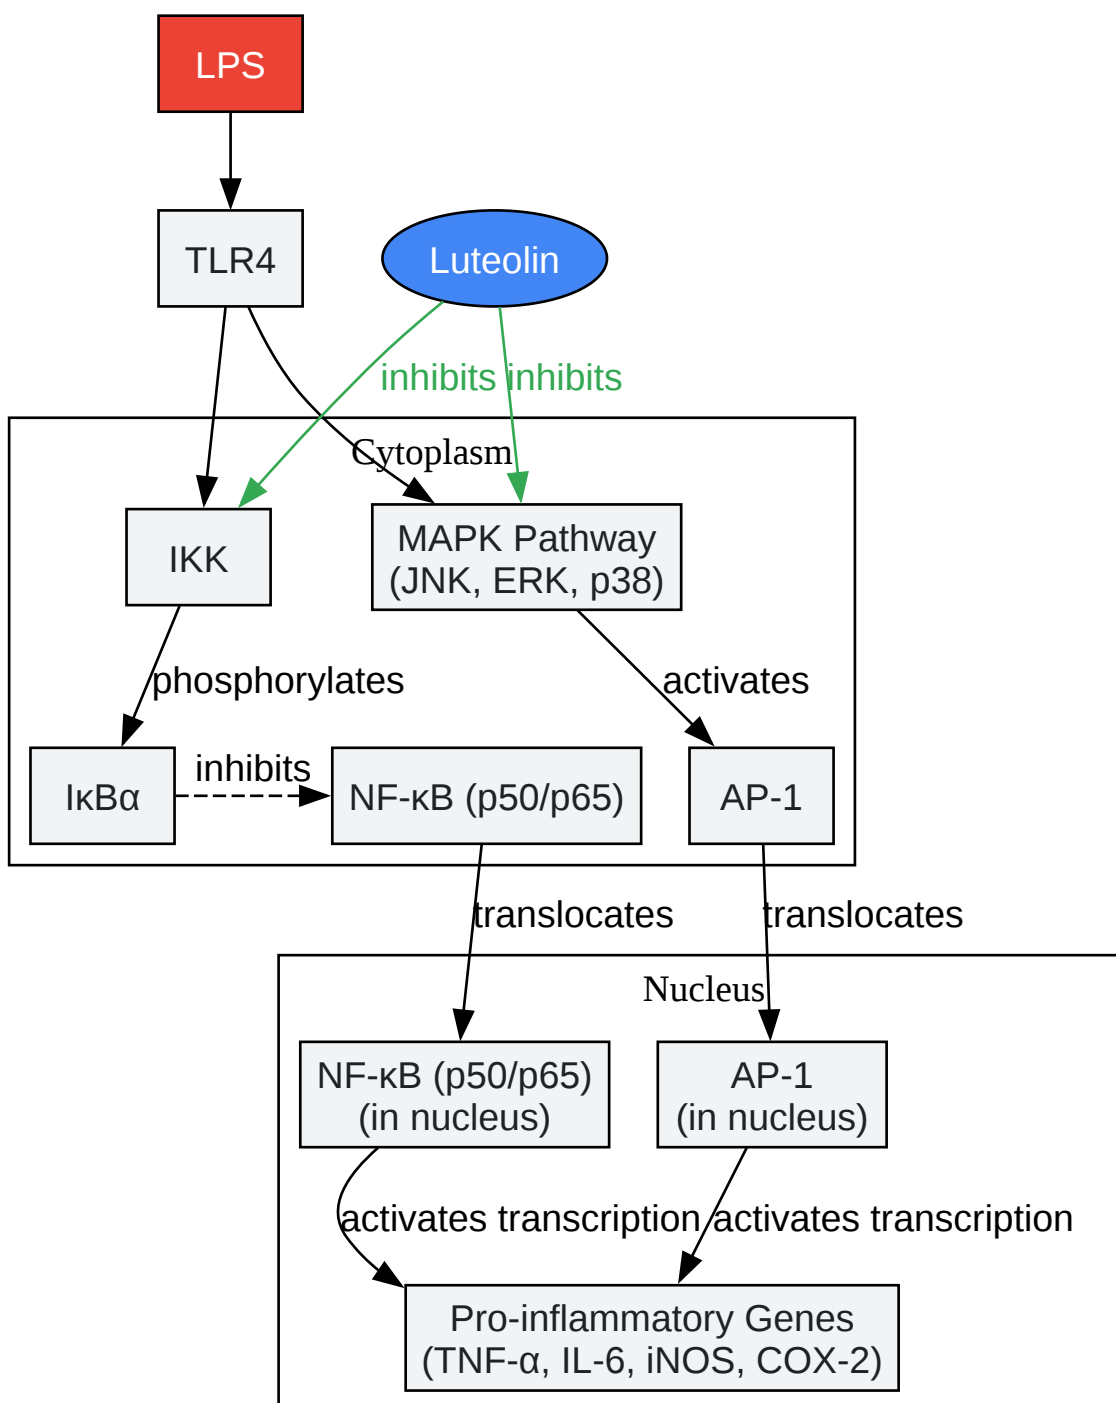 LPS
TLR4
Luteolin
inhibits inhibits
Cytoplasm
IKK
MAPK Pathway
(JNK, ERK, p38)
phosphorylates
activates
IκBα
inhibits
NF-κB (p50/p65)
AP-1
translocates
translocates
Nucleus
NF-κB (p50/p65)
(in nucleus)
AP-1
(in nucleus)
activates transcription
activates transcription
Pro-inflammatory Genes
(TNF-α, IL-6, iNOS, COX-2)